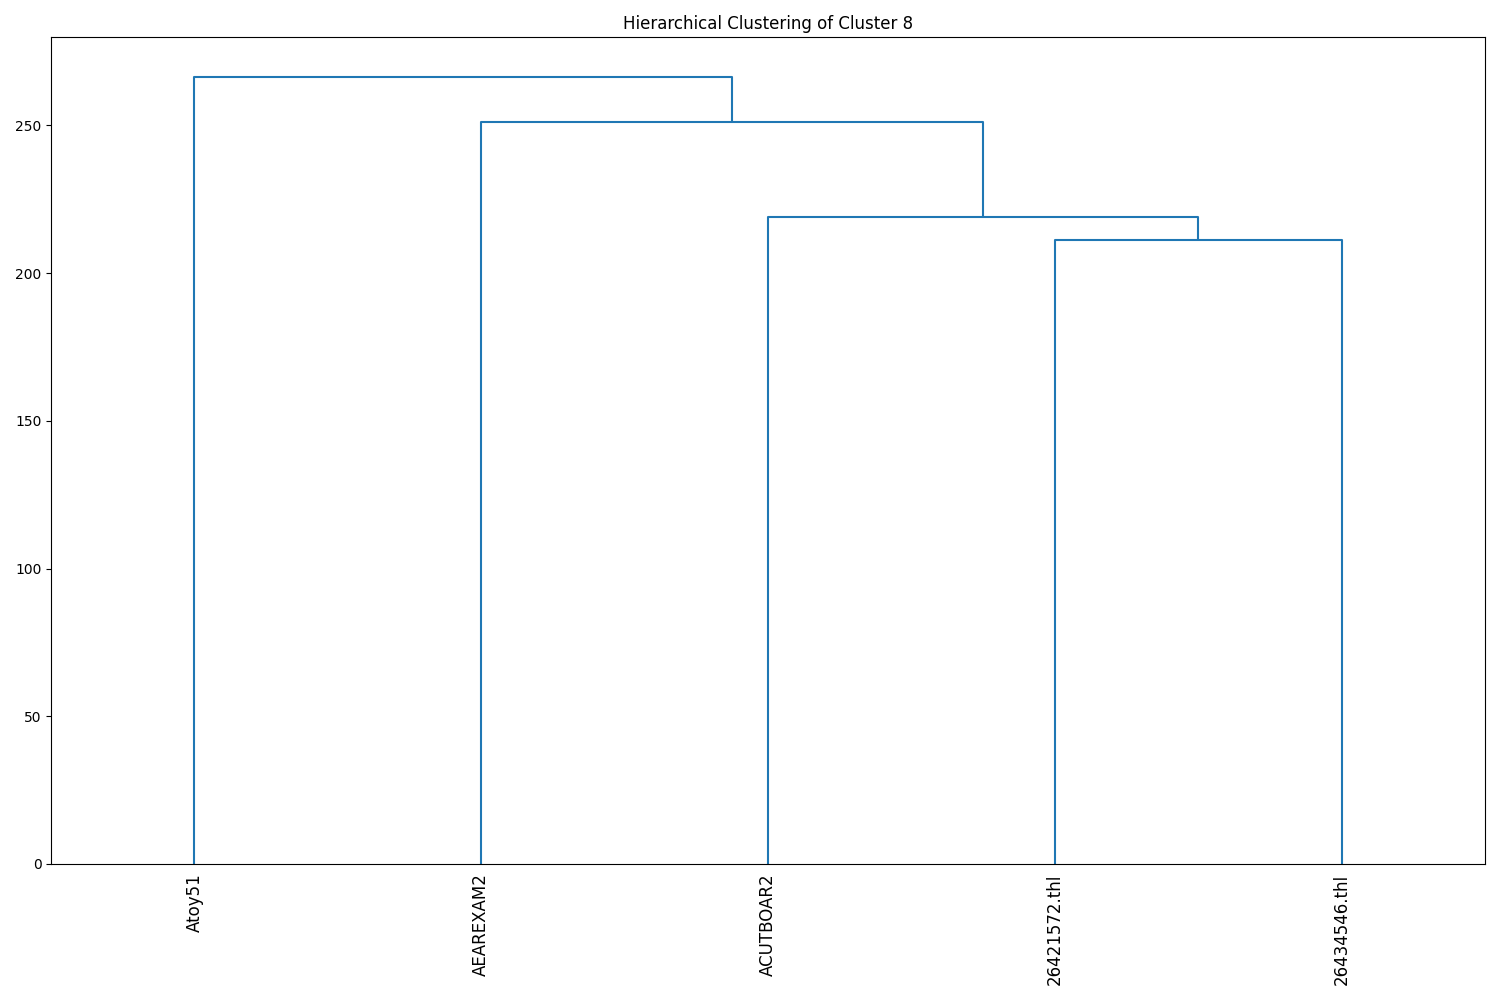 Hierarchical Clustering of Cluster 8
250
200
150
100
50
0
Atoy51
AEAREXAM2
ACUTBOAR2
26421572.thl
26434546.thl